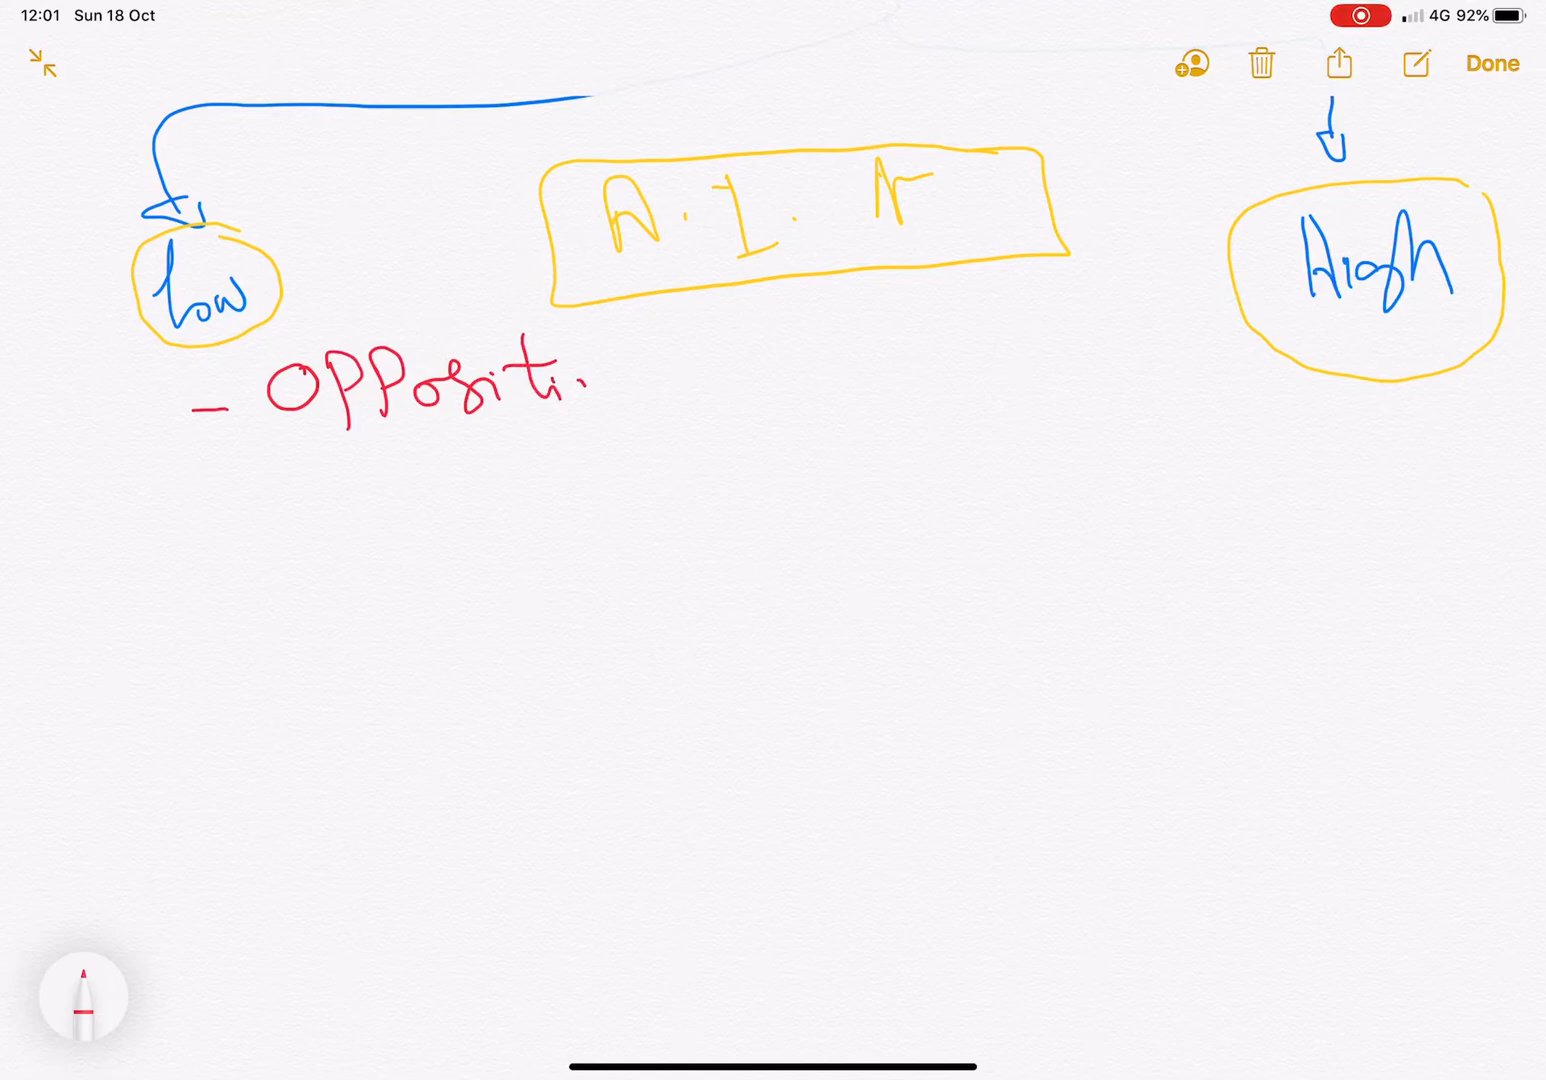 12:01 Sun 18 Oct 4G 92%
Done
A. I. r
Low
High
- OPPositi.